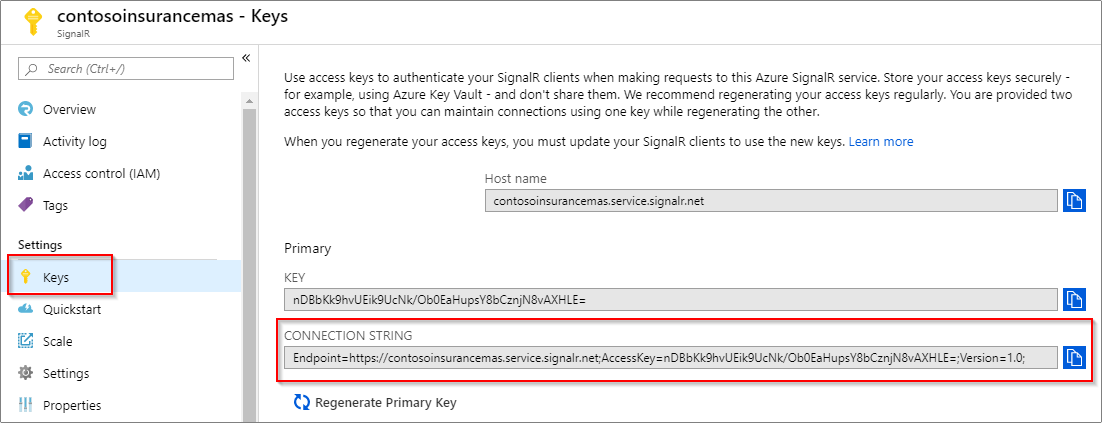 contosoinsurancemas - Keys
SignalR
Search (Ctrl+/)
«
Overview
Activity log
Access control (IAM)
Tags
Settings
Keys
Quickstart
Scale
Settings
Properties
Use access keys to authenticate your SignalR clients when making requests to this Azure SignalR service. Store your access keys securely -
for example, using Azure Key Vault - and don't share them. We recommend regenerating your access keys regularly. You are provided two
access keys so that you can maintain connections using one key while regenerating the other.
When you regenerate your access keys, you must update your SignalR clients to use the new keys. Learn more
Host name
contosoinsurancemas.service.signalr.net
Primary
KEY
nDBbKk9hvUEik9UcNk/Ob0EaHupsY8bCznjN8vAXHLE=
CONNECTION STRING
Endpoint=https://contosoinsurancemas.service.signalr.net;AccessKey=nDBbKk9hvUEik9UcNk/Ob0EaHupsY8bCznjN8vAXHLE=;Version=1.0;
Regenerate Primary Key